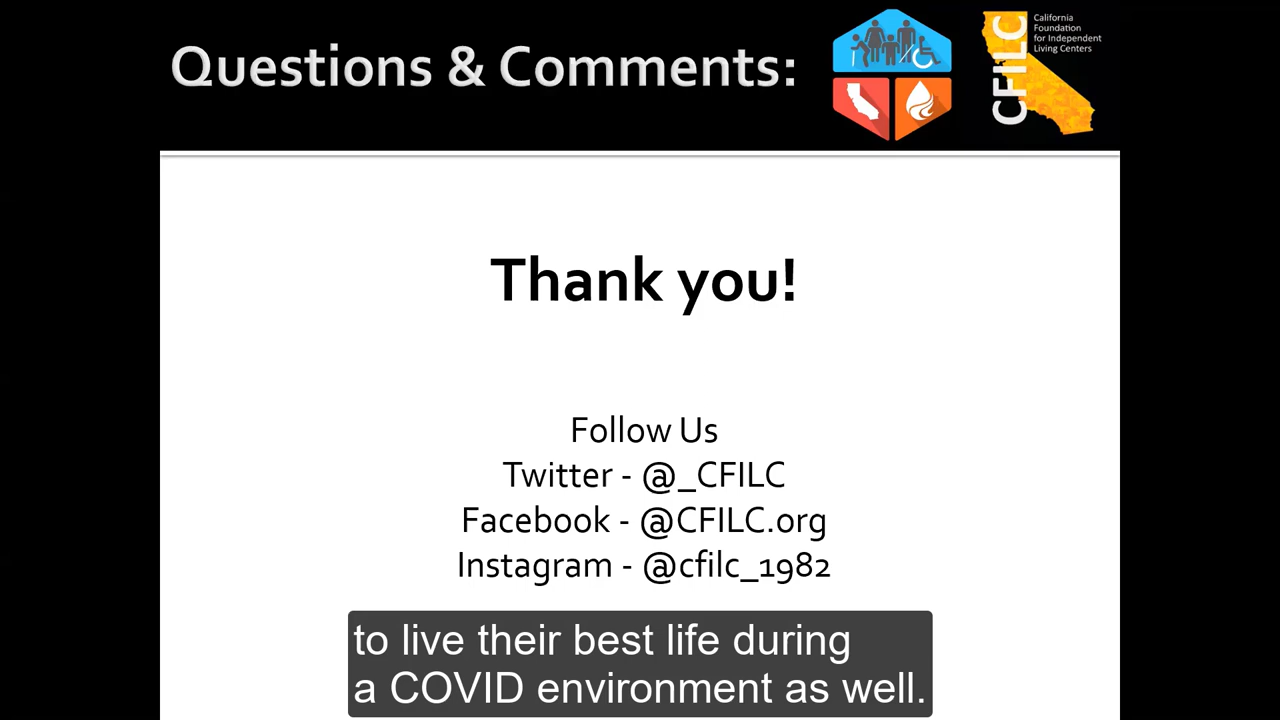 Questions & Comments:
CFILC
California
Foundation
for Independent
Living Centers
Thank you!
Follow Us
Twitter - @_CFILC
Facebook - @CFILC.org
Instagram - @cfilc_1982
to live their best life during
a COVID environment as well.